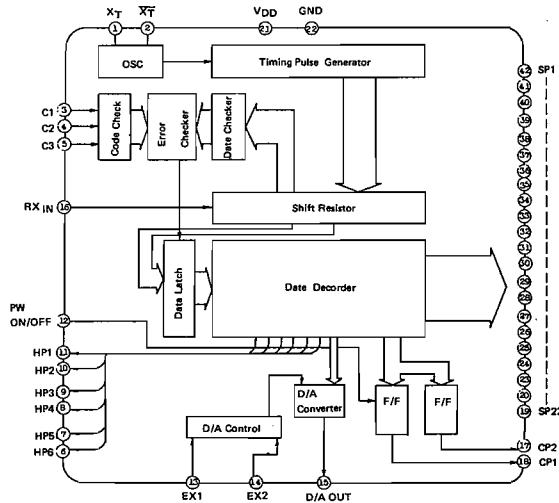 XT XT VDD GND
1 2 21 22
OSC
Timing Pulse Generator
42 SP1
41
40
39
38
37
36
35
34
33
32
31
30
29
28
27
26
25
24
23
20
19 SP22
C1 3
C2 4
C3 5
Code Check
Error
Checker
Date Checker
RX IN 16
Shift Resistor
Data Latch
Date Decorder
PW
ON/OFF 12
HP1 11
HP2 10
HP3 9
HP4 8
HP5 7
HP6 6
D/A
Converter
D/A Control
F/F
F/F
17 CP2
18 CP1
13 14 15
EX1 EX2 D/A OUT